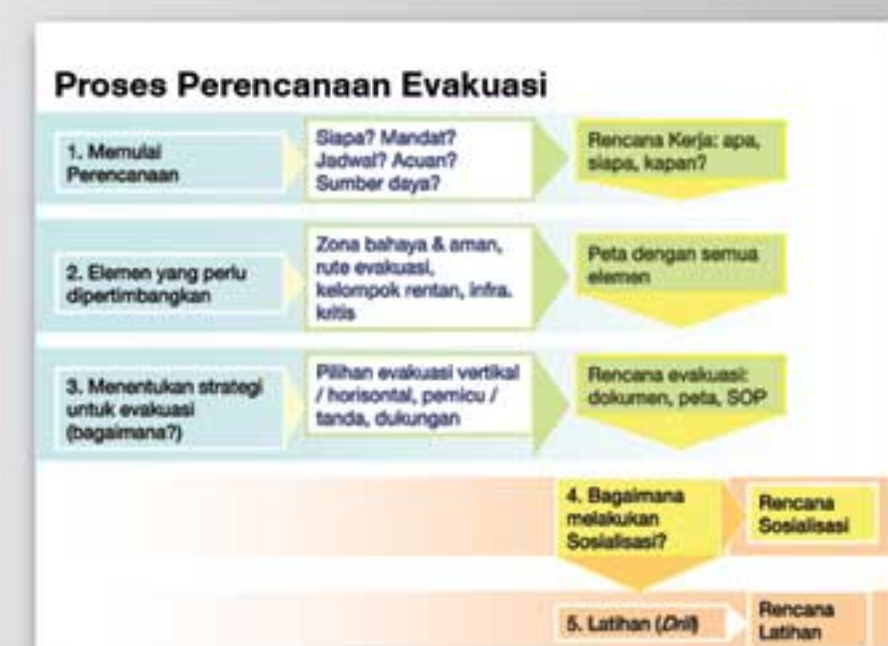 Proses Perencanaan Evakuasi
1. Memulai
Perencanaan
Siapa? Mandat?
Jadwal? Acuan?
Sumber daya?
Rencana Kerja: apa,
siapa, kapan?
2. Elemen yang perlu
dipertimbangkan
Zona bahaya & aman,
rute evakuasi,
kelompok rentan, infra.
kritis
Peta dengan semua
elemen
3. Menentukan strategi
untuk evakuasi
(bagaimana?)
Pilihan evakuasi vertikal
/ horisontal, pemicu /
tanda, dukungan
Rencana evakuasi:
dokumen, peta, SOP
4. Bagaimana
melakukan
Sosialisasi?
Rencana
Sosialisasi
5. Latihan (Drill)
Rencana
Latihan